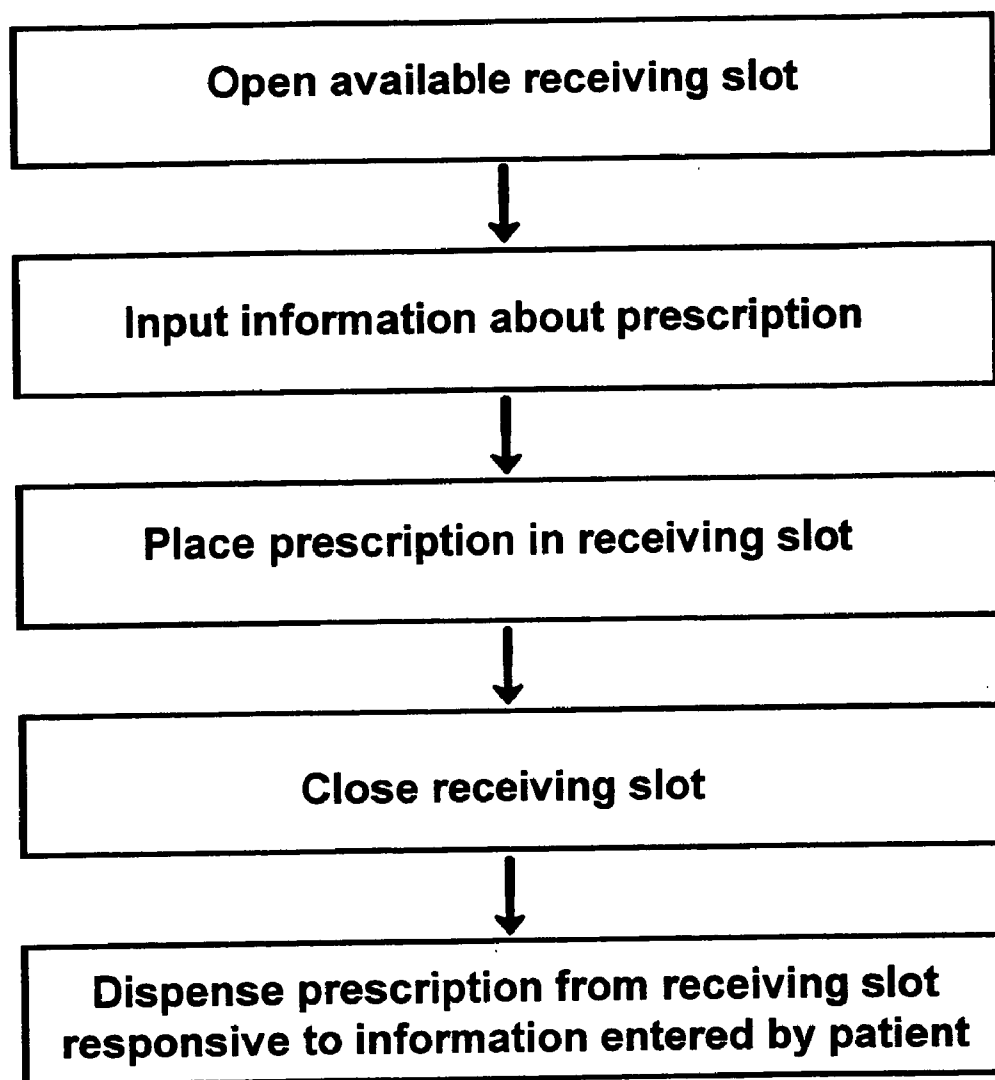 Open available receiving slot
Input information about prescription
Place prescription in receiving slot
Close receiving slot
Dispense prescription from receiving slot
responsive to information entered by patient